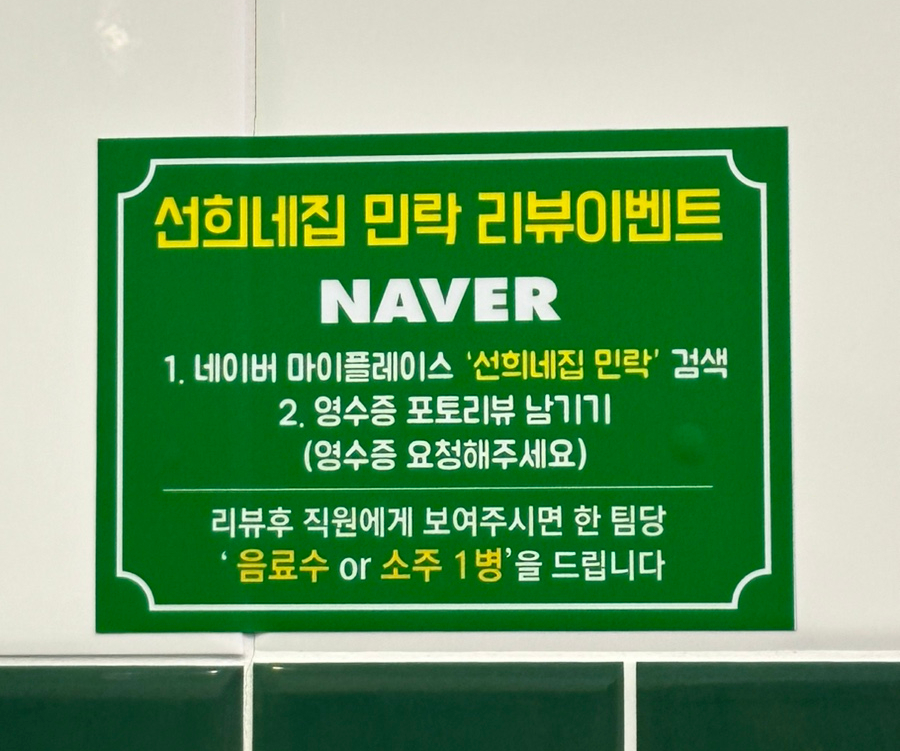 선희네집 민락 리뷰이벤트
NAVER
1. 네이버 마이플레이스 '선희네집 민락' 검색
2. 영수증 포토리뷰 남기기
(영수증 요청해주세요)
리뷰후 직원에게 보여주시면 한 팀당
' 음료수 or 소주 1병'을 드립니다